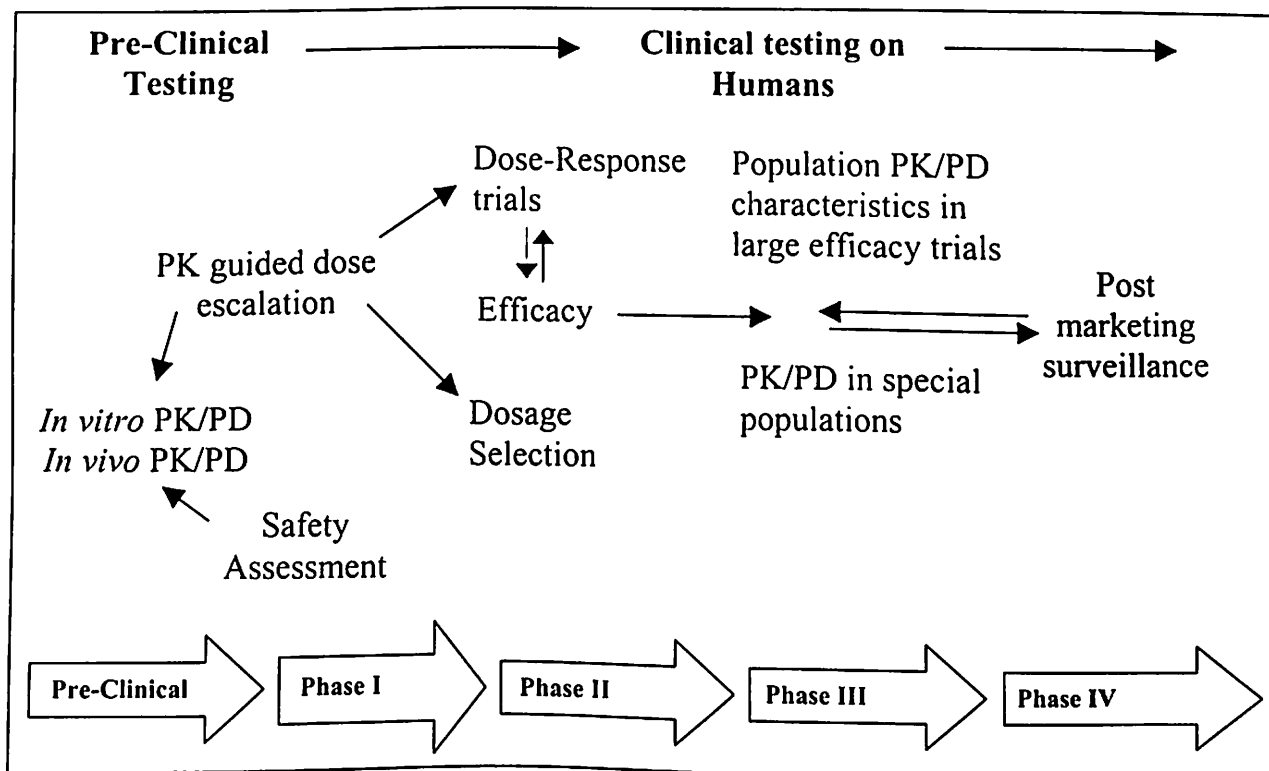 Pre-Clinical
Testing
Clinical testing on
Humans
Dose-Response
trials
Population PK/PD
characteristics in
large efficacy trials
PK guided dose
escalation
Efficacy
Post
marketing
surveillance
In vitro PK/PD
In vivo PK/PD
Dosage
Selection
PK/PD in special
populations
Safety
Assessment
Pre-Clinical
Phase I
Phase II
Phase III
Phase IV